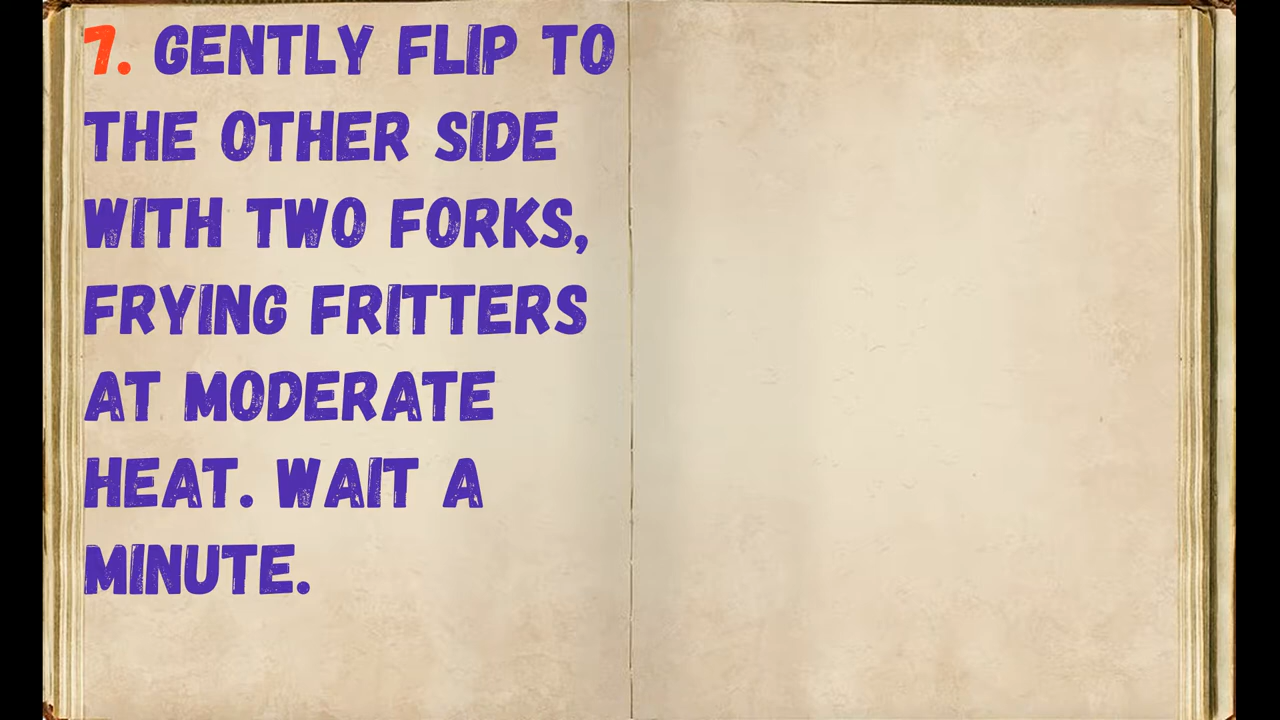 7. GENTLY FLIP TO
THE OTHER SIDE
WITH TWO FORKS,
FRYING FRITTERS
AT MODERATE
HEAT. WAIT A
MINUTE.